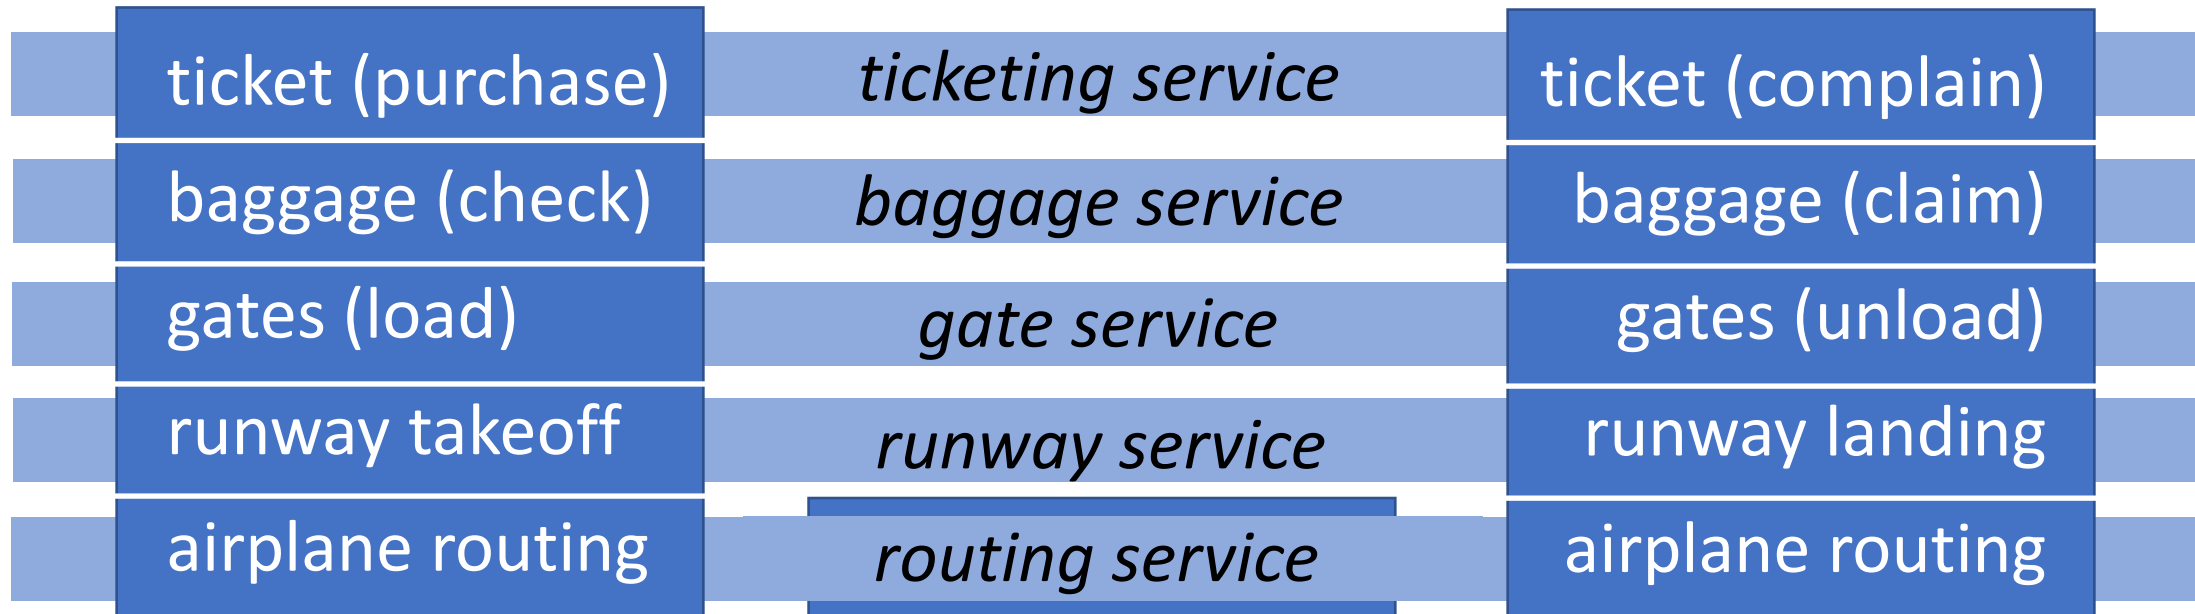 ticket (purchase) ticketing service ticket (complain)
baggage (check) baggage service baggage (claim)
gates (load) gate service gates (unload)
runway takeoff runway service runway landing
airplane routing routing service airplane routing